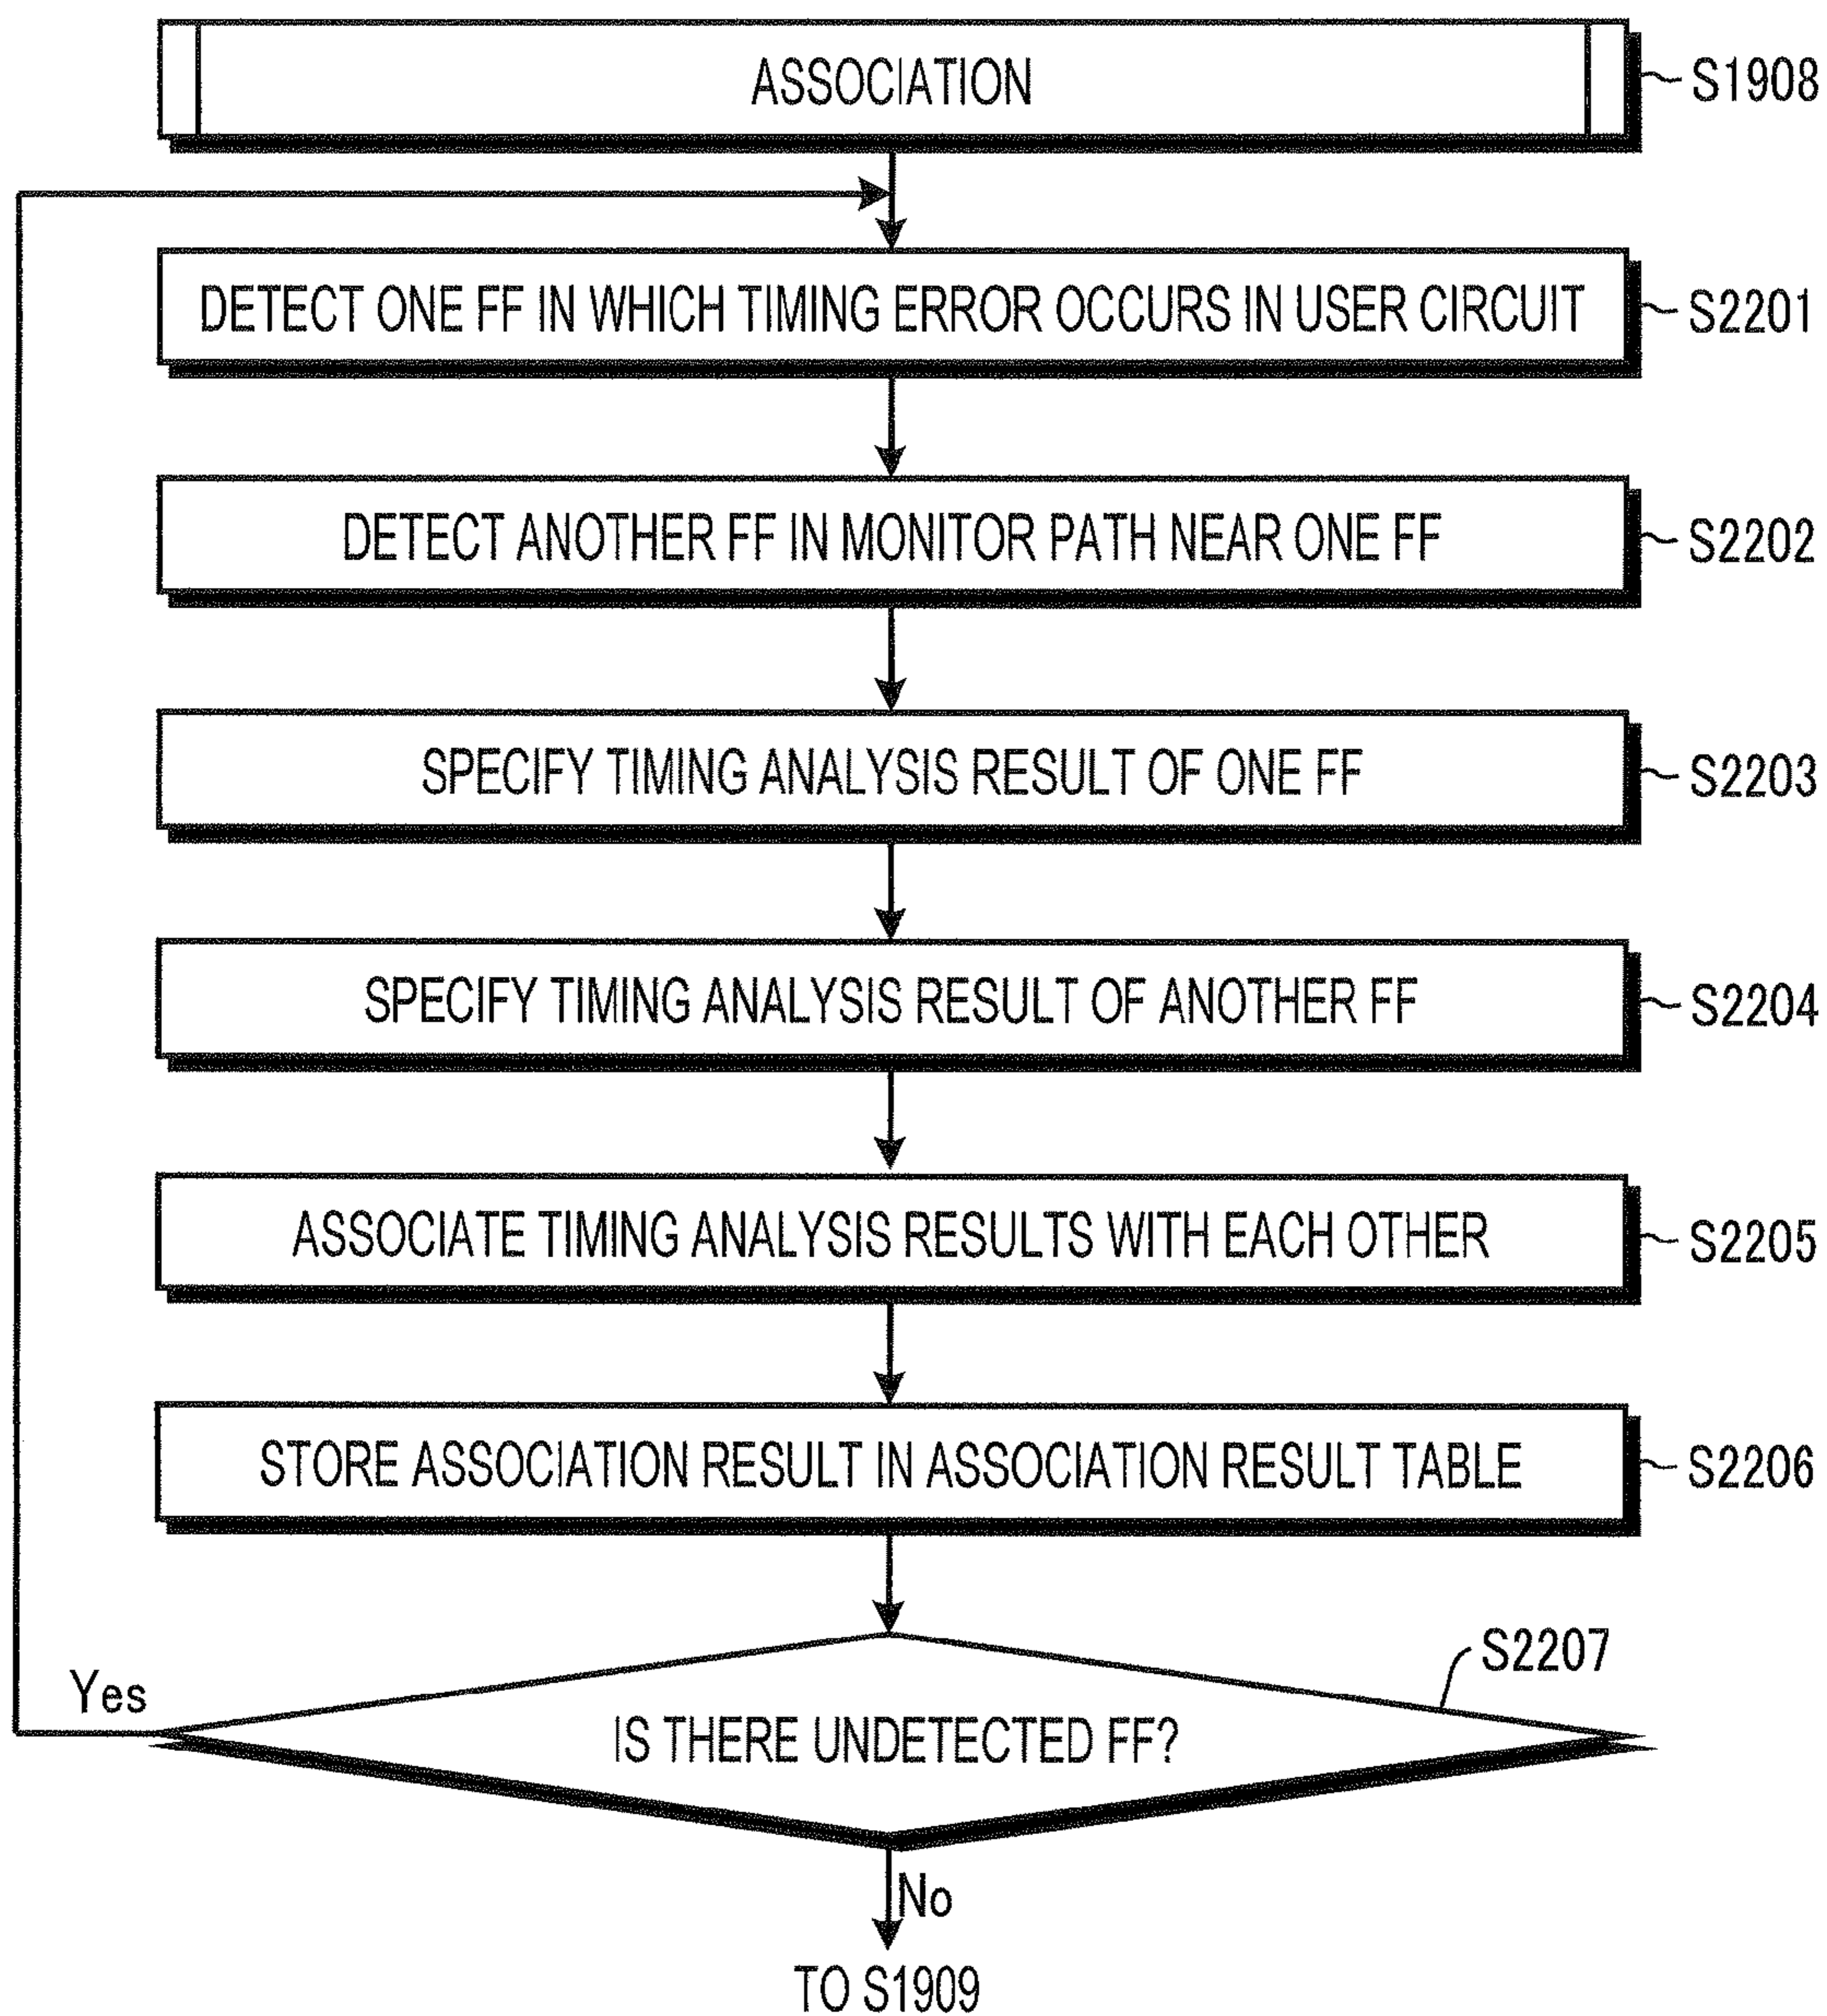 ASSOCIATION
S1908
DETECT ONE FF IN WHICH TIMING ERROR OCCURS IN USER CIRCUIT
S2201
DETECT ANOTHER FF IN MONITOR PATH NEAR ONE FF
S2202
SPECIFY TIMING ANALYSIS RESULT OF ONE FF
S2203
SPECIFY TIMING ANALYSIS RESULT OF ANOTHER FF
S2204
ASSOCIATE TIMING ANALYSIS RESULTS WITH EACH OTHER
S2205
STORE ASSOCIATION RESULT IN ASSOCIATION RESULT TABLE
S2206
S2207
Yes
IS THERE UNDETECTED FF?
No
TO S1909